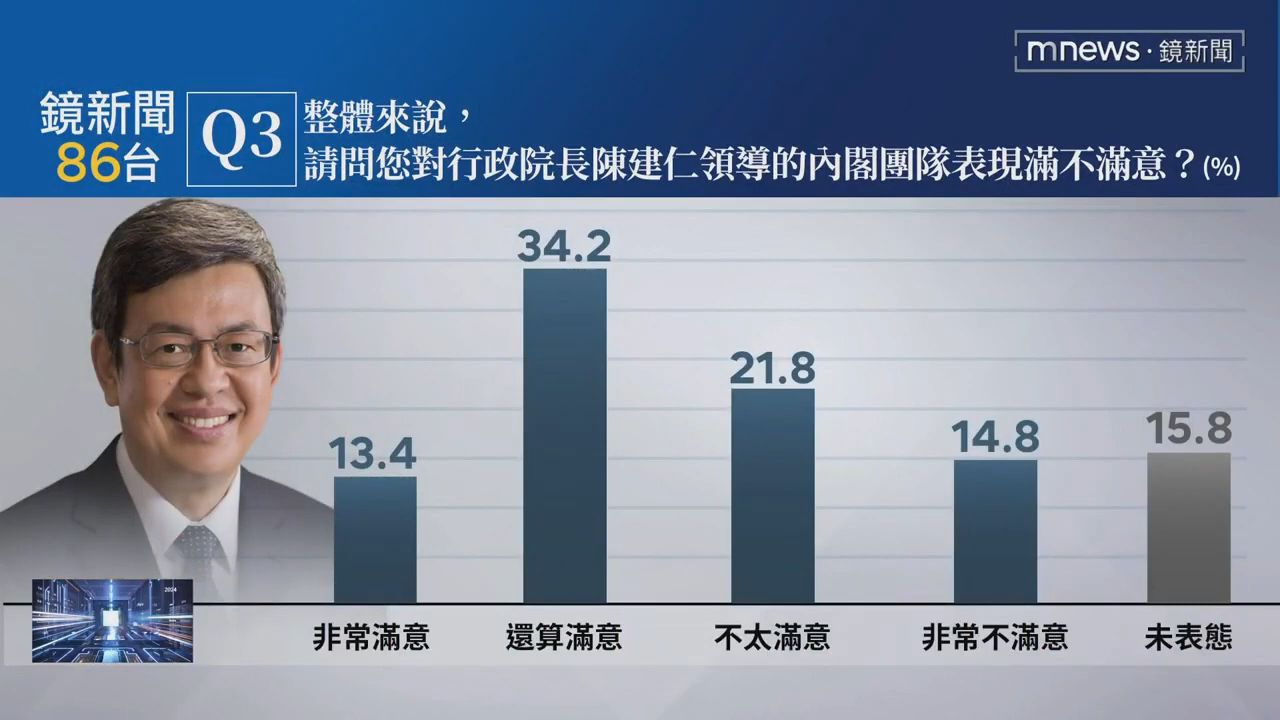 mnews·鏡新聞
鏡新聞
86台
Q3
整體來說，
請問您對行政院長陳建仁領導的內閣團隊表現滿不滿意？(%)
13.4
34.2
21.8
14.8
15.8
2024
非常滿意
還算滿意
不太滿意
非常不滿意
未表態